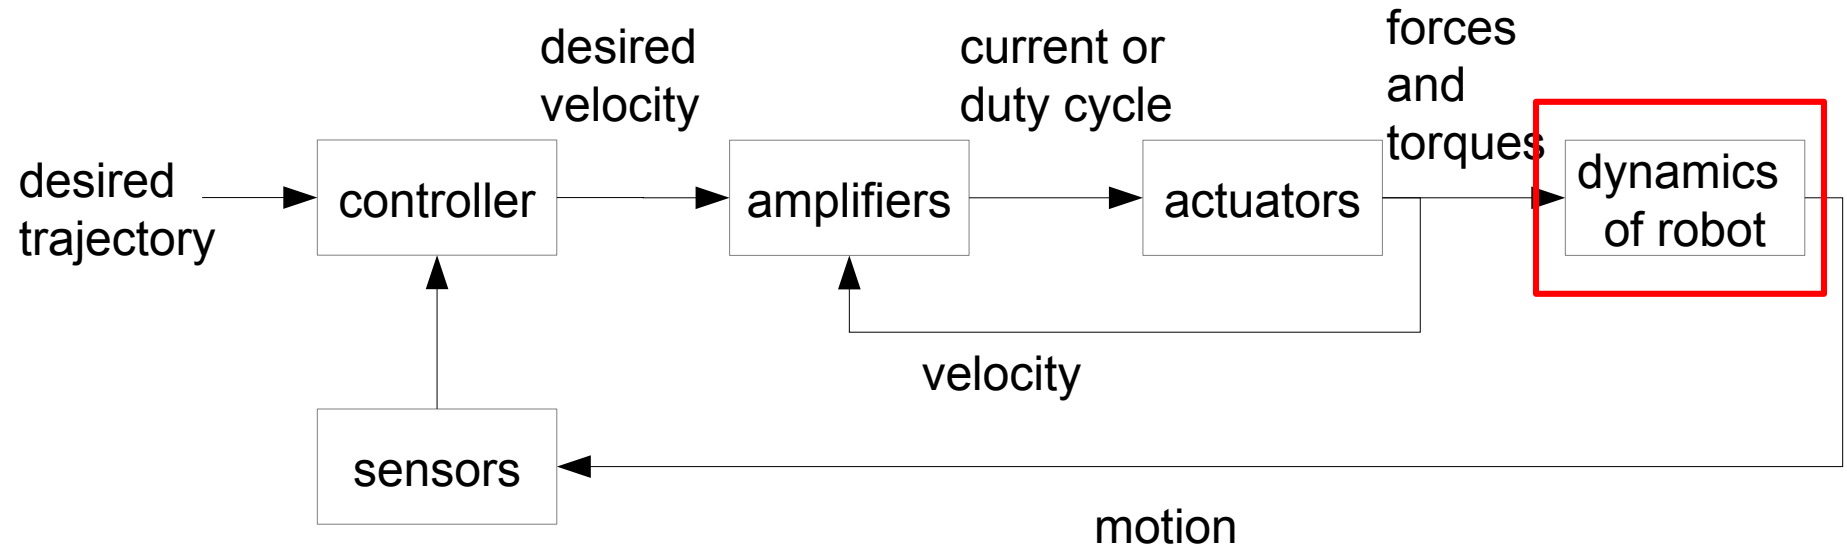 desired
velocity
current or
duty cycle
forces
and
torques
desired
trajectory
controller
amplifiers
actuators
dynamics
of robot
velocity
sensors
motion